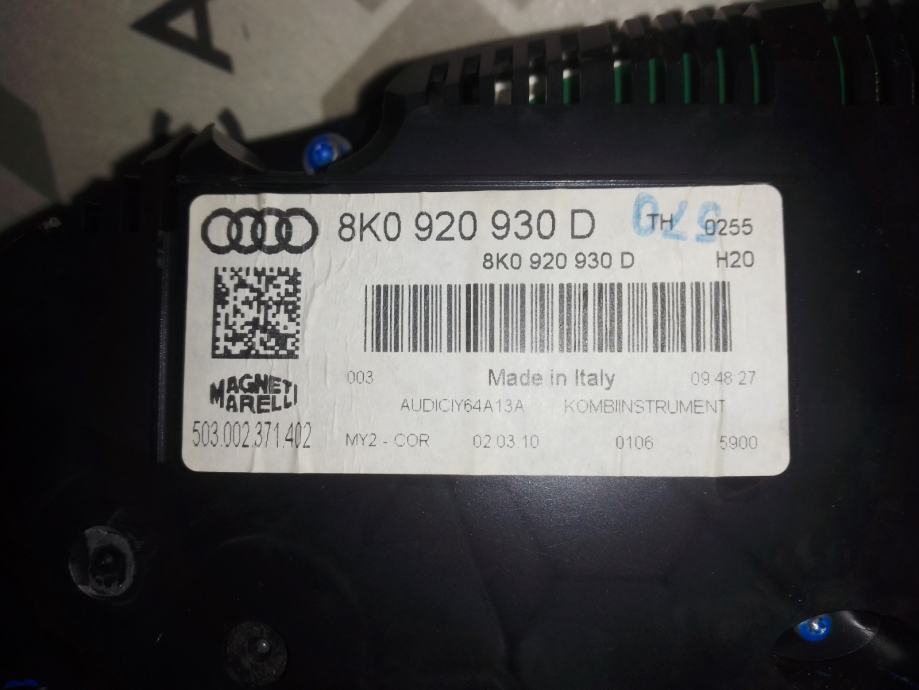 8K0 920 930 D TH 0255
8K0 920 930 D H20
003 Made in Italy 09:48:27
MAGNETI
MARELLI
AUDICIY64A13A KOMBIINSTRUMENT
503.002.371.402 MY2 - COR 02.03.10 0106 5900